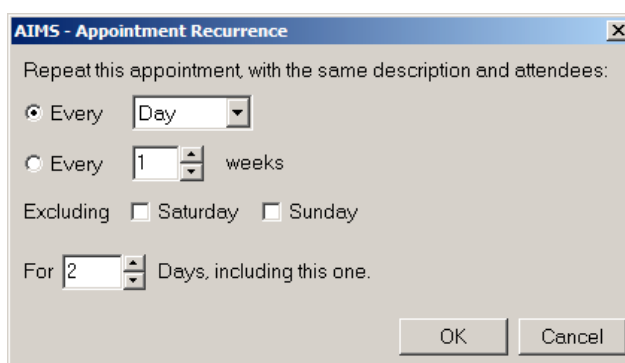 AIMS - Appointment Recurrence
Repeat this appointment, with the same description and attendees:
Every Day
Every 1 weeks
Excluding Saturday Sunday
For 2 Days, including this one.
OK Cancel